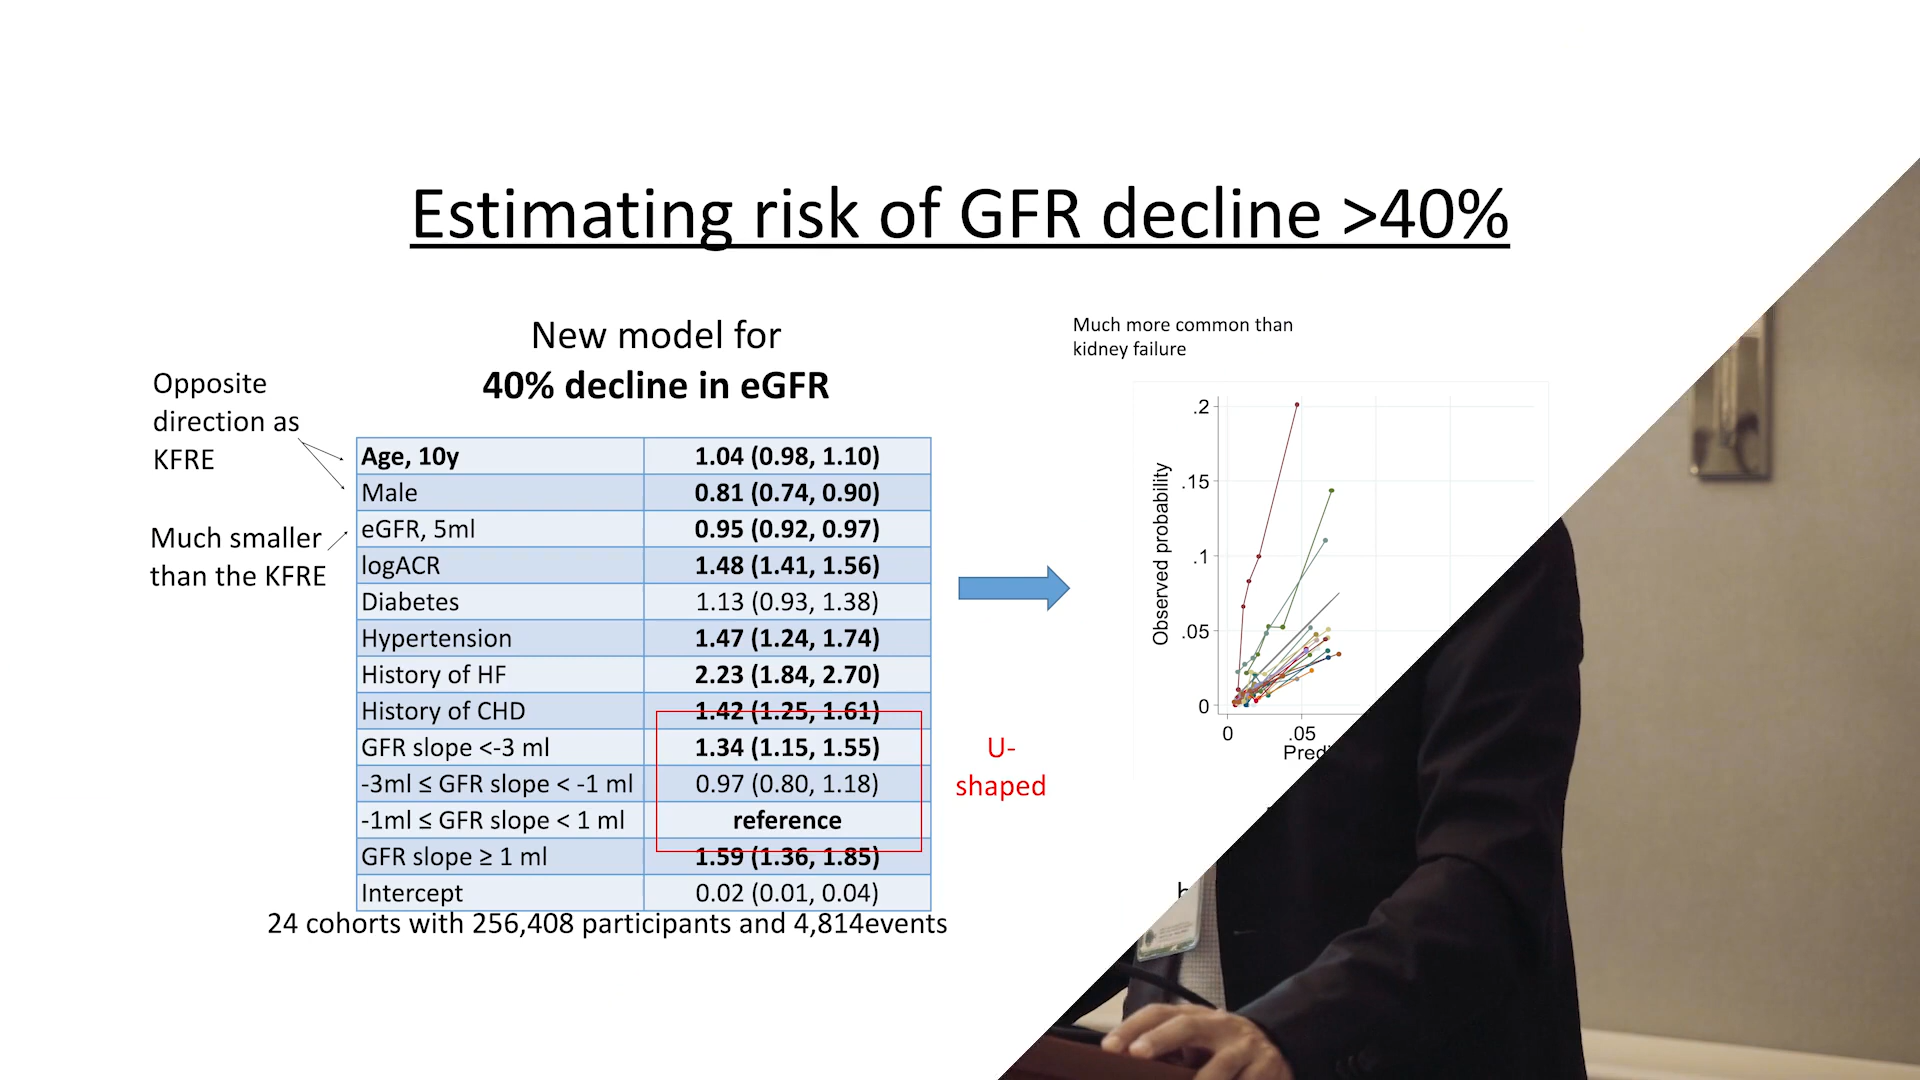 Estimating risk of GFR decline >40%
New model for
40% decline in eGFR
Opposite
direction as
KFRE
Much smaller
than the KFRE
Age, 10y 1.04 (0.98, 1.10)
Male 0.81 (0.74, 0.90)
eGFR, 5ml 0.95 (0.92, 0.97)
logACR 1.48 (1.41, 1.56)
Diabetes 1.13 (0.93, 1.38)
Hypertension 1.47 (1.24, 1.74)
History of HF 2.23 (1.84, 2.70)
History of CHD 1.42 (1.25, 1.61)
GFR slope <-3 ml 1.34 (1.15, 1.55)
-3ml ≤ GFR slope < -1 ml 0.97 (0.80, 1.18)
-1ml ≤ GFR slope < 1 ml reference
GFR slope ≥ 1 ml 1.59 (1.36, 1.85)
Intercept 0.02 (0.01, 0.04)
24 cohorts with 256,408 participants and 4,814events
U-
shaped
Much more common than
kidney failure
Observed probability
.2
.15
.1
.05
0
0 .05